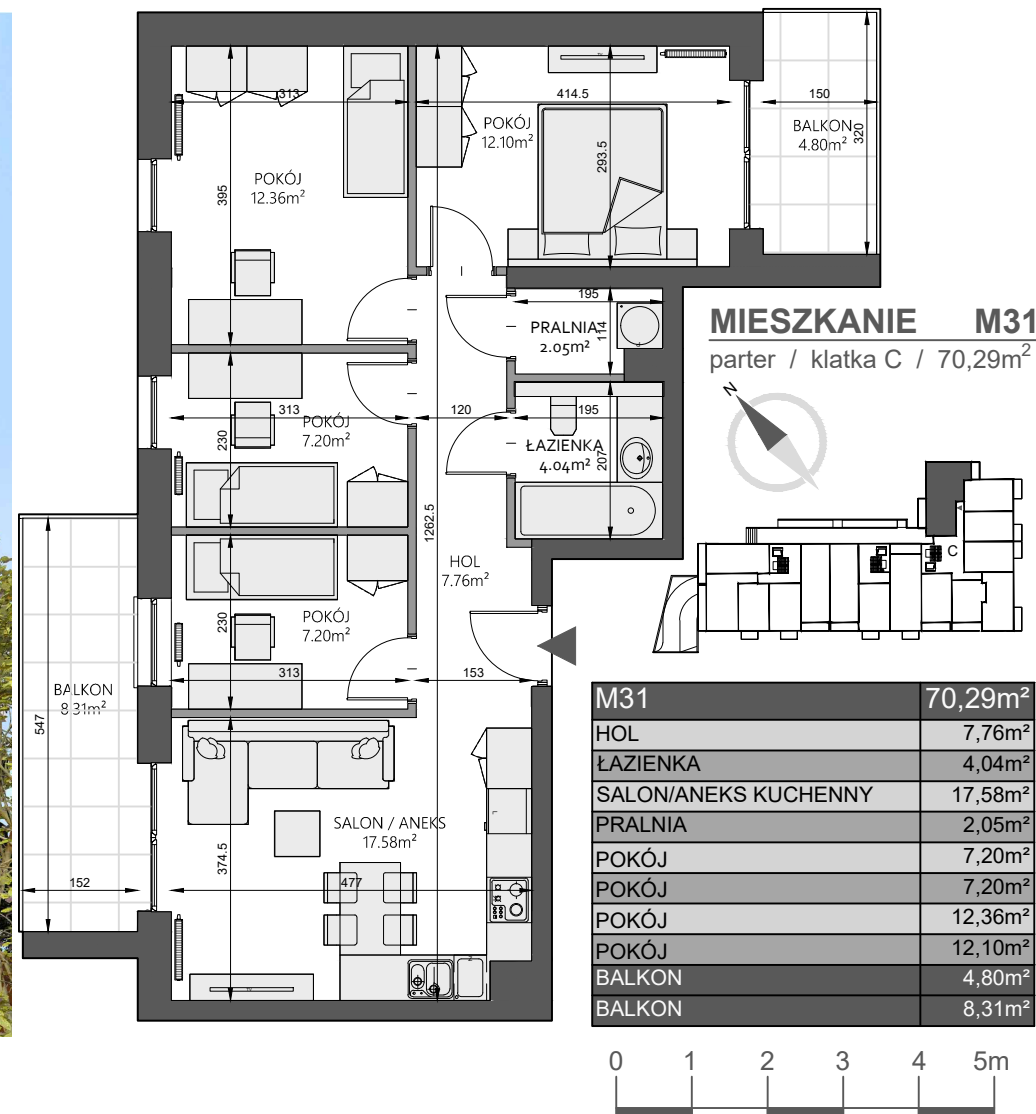 313
414.5
150
POKÓJ
12.10m²
BALKON
4.80m²
320
293.5
POKÓJ
12.36m²
395
195
PRALNIA
2.05m²
114
MIESZKANIE M31
parter / klatka C / 70,29m²
N
313
POKÓJ
7.20m²
230
120
195
ŁAZIENKA
4.04m²
207
1262.5
HOL
7.76m²
C
POKÓJ
7.20m²
230
313
153
BALKON
8.31m²
547
SALON / ANEKS
17.58m²
374.5
152
477
M31 70,29m²
HOL 7,76m²
ŁAZIENKA 4,04m²
SALON/ANEKS KUCHENNY 17,58m²
PRALNIA 2,05m²
POKÓJ 7,20m²
POKÓJ 7,20m²
POKÓJ 12,36m²
POKÓJ 12,10m²
BALKON 4,80m²
BALKON 8,31m²
0 1 2 3 4 5m